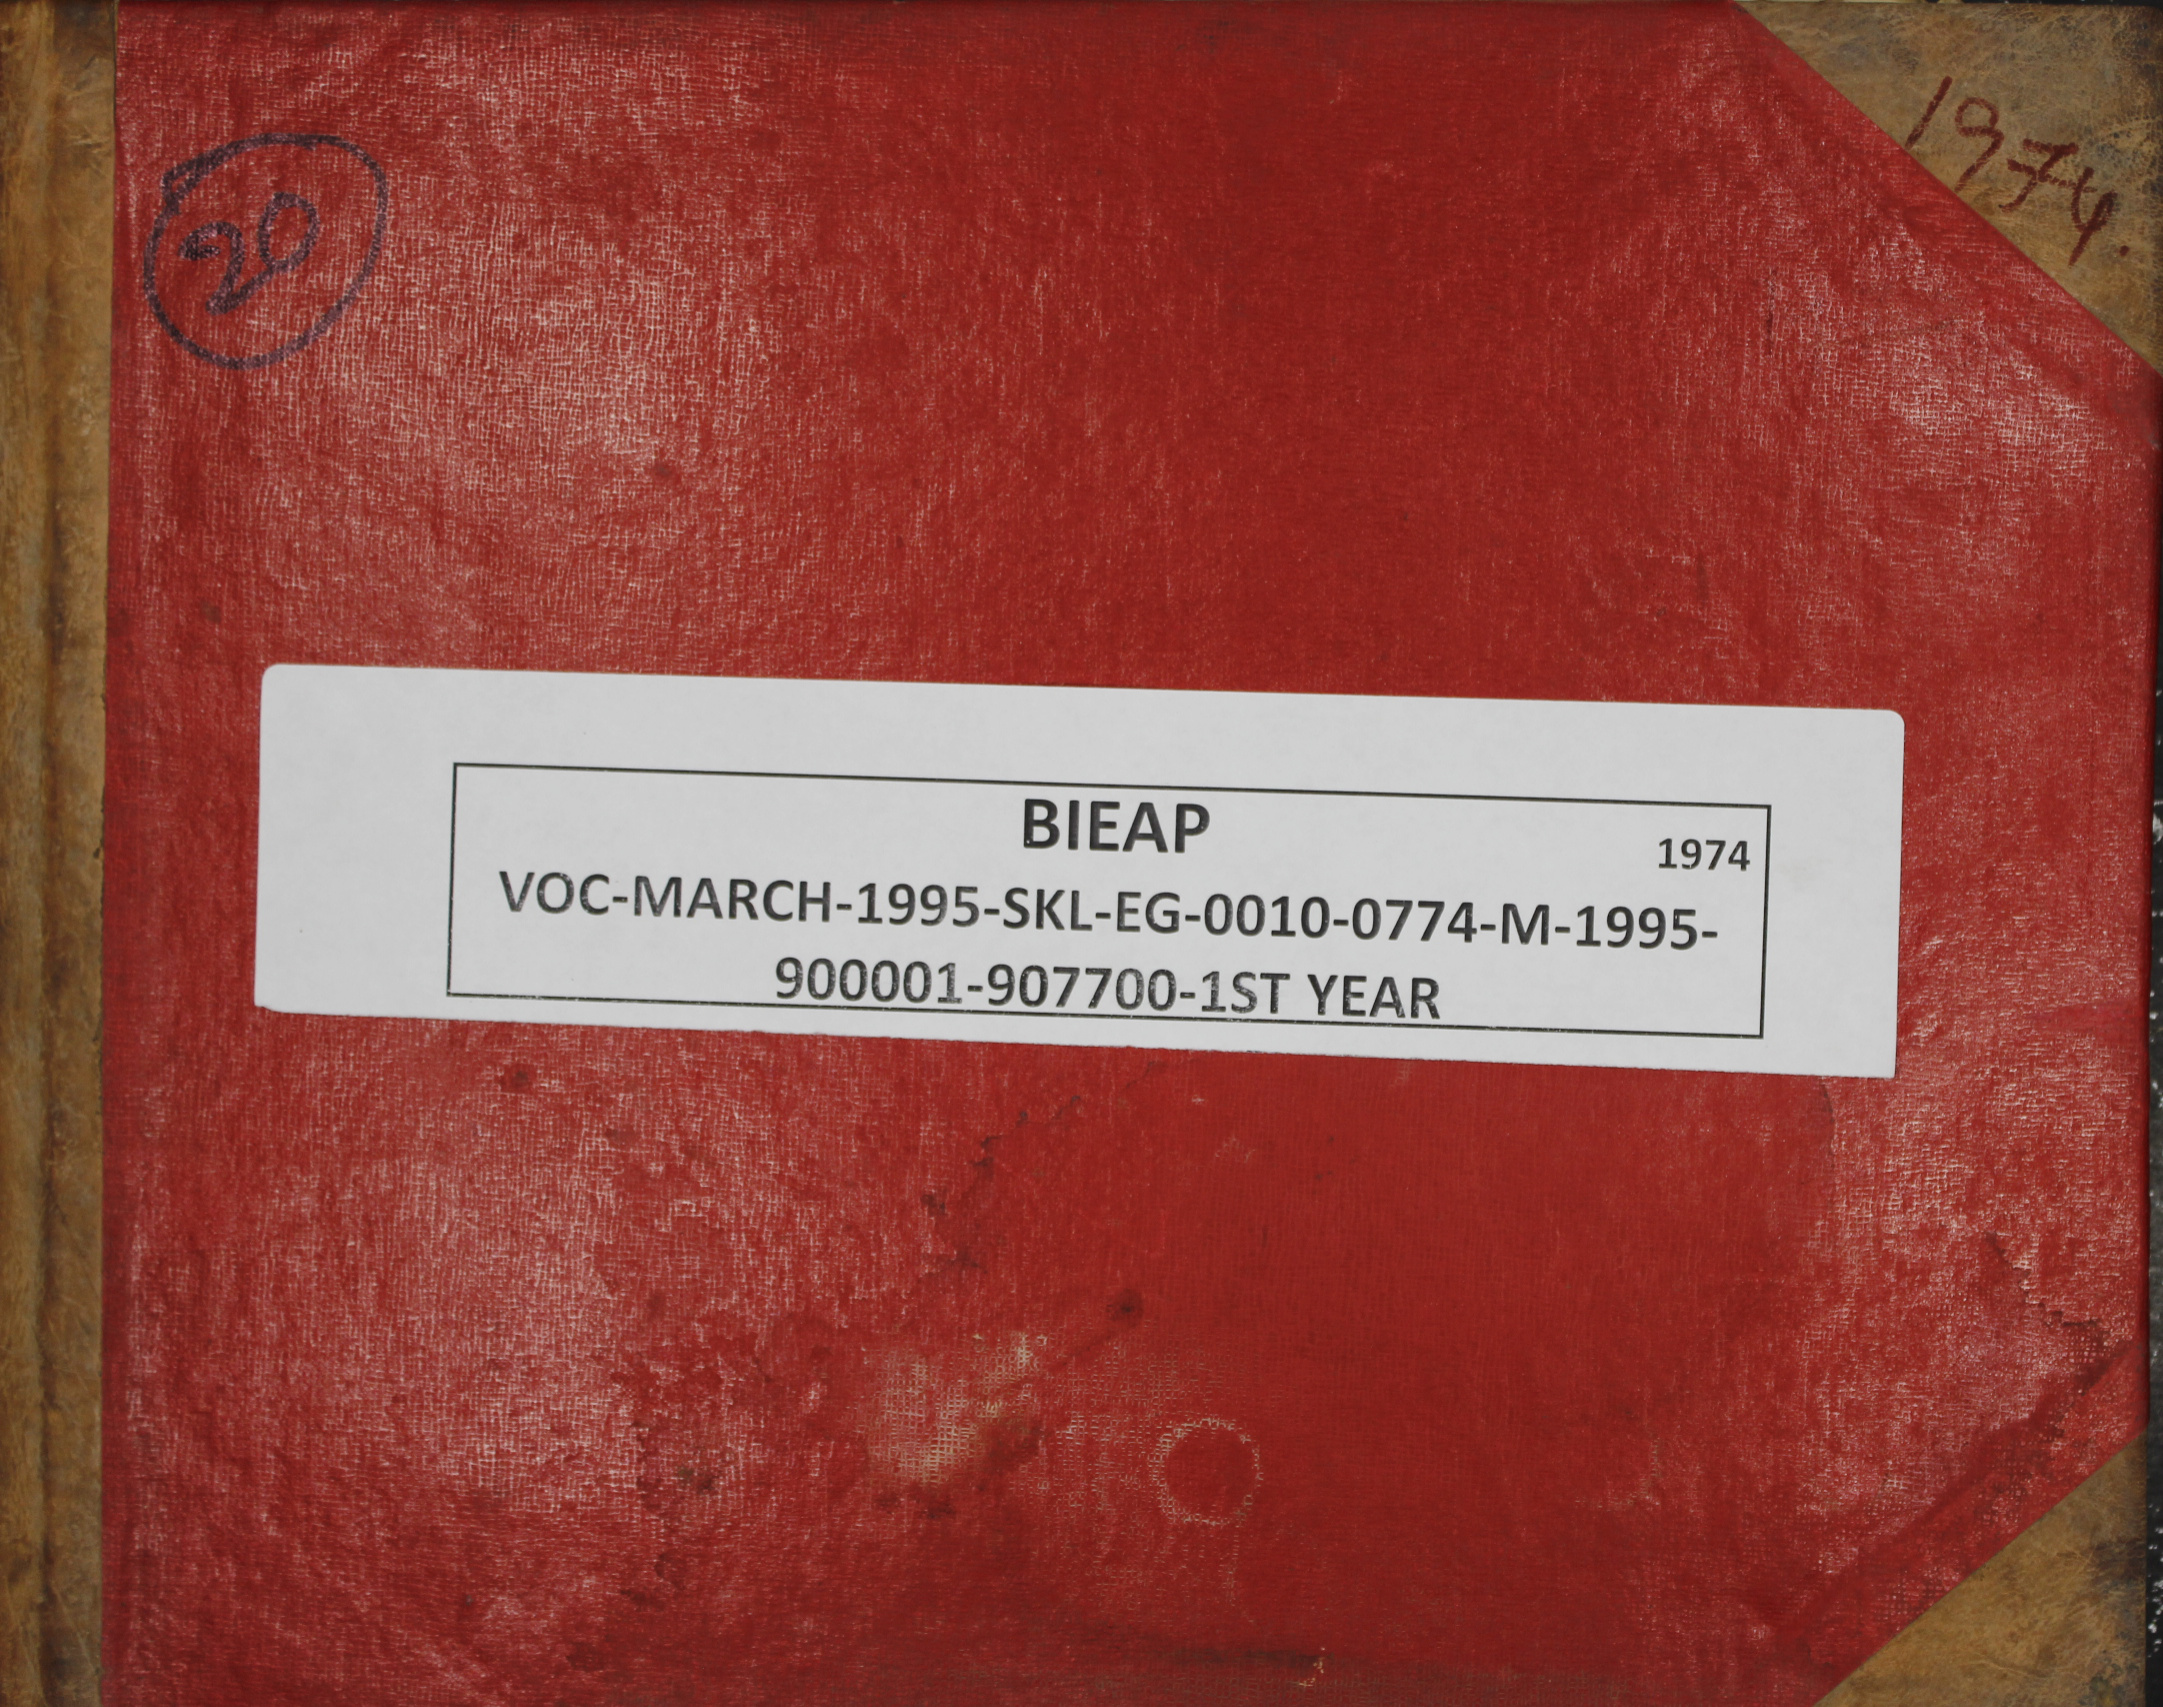 20
1974.
BIEAP
1974
VOC-MARCH-1995-SKL-EG-0010-0774-M-1995-
900001-907700-1ST YEAR